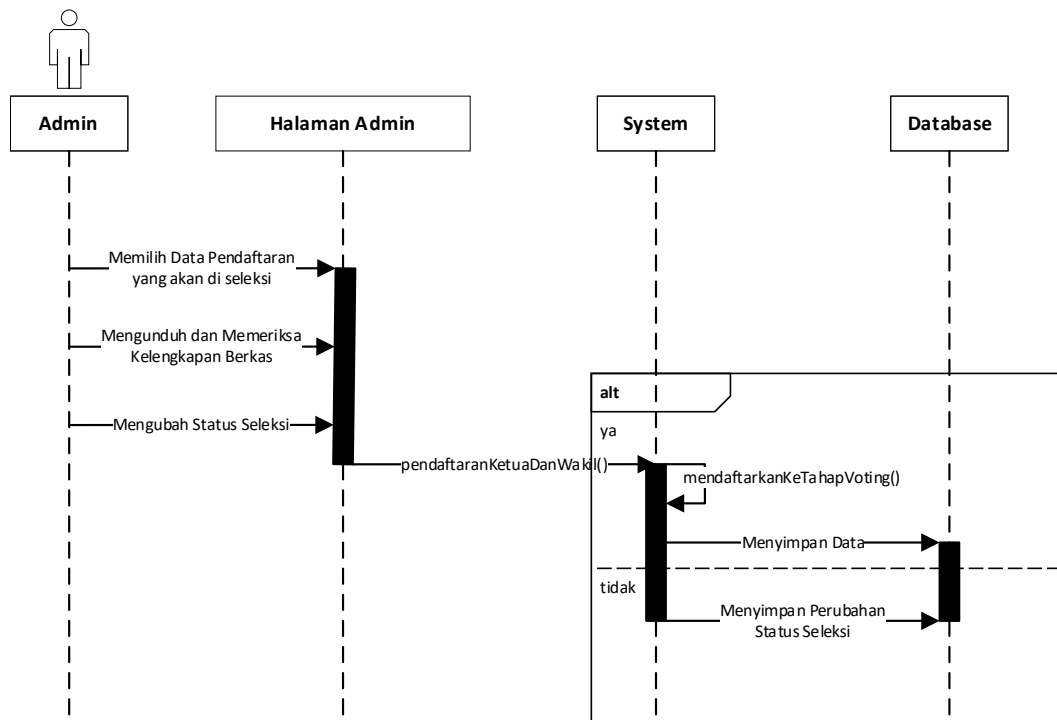 Admin
Halaman Admin
System
Database
Memilih Data Pendaftaran
yang akan di seleksi
Mengunduh dan Memeriksa
Kelengkapan Berkas
alt
Mengubah Status Seleksi
ya
pendaftaranKetuaDanWakil()
mendaftarkanKeTahapVoting()
Menyimpan Data
tidak
Menyimpan Perubahan
Status Seleksi